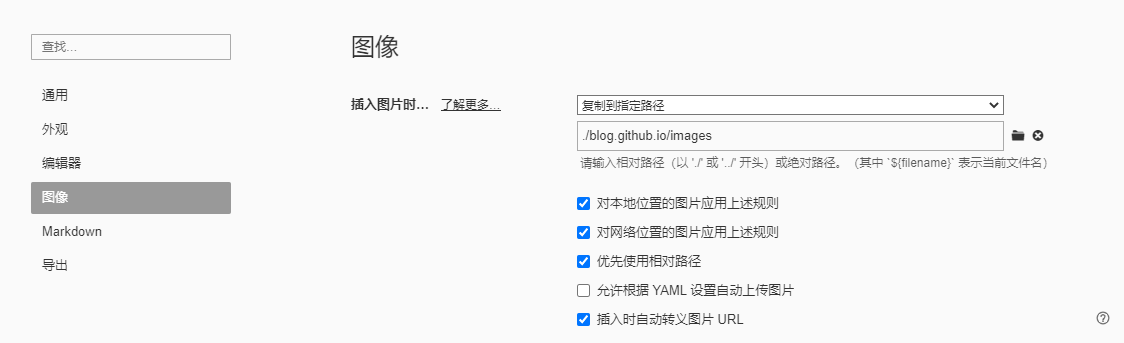 查找...
通用
外观
编辑器
图像
Markdown
导出
图像
插入图片时... 了解更多...
复制到指定路径
./blog.github.io/images
请输入相对路径（以 './' 或 '../' 开头）或绝对路径。（其中 `${filename}` 表示当前文件名）
对本地位置的图片应用上述规则
对网络位置的图片应用上述规则
优先使用相对路径
允许根据 YAML 设置自动上传图片
插入时自动转义图片 URL